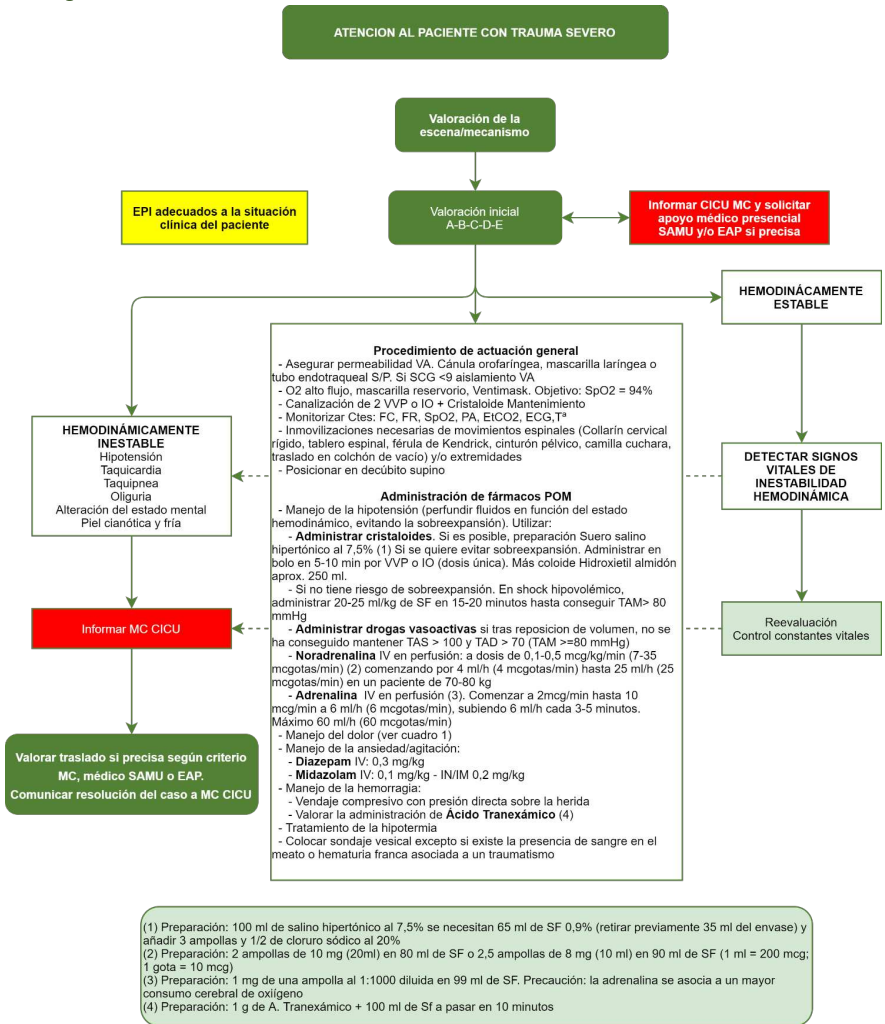 ATENCION AL PACIENTE CON TRAUMA SEVERO
Valoración de la
escena/mecanismo
EPI adecuados a la situación
clínica del paciente
Valoración inicial
A-B-C-D-E
Informar CICU MC y solicitar
apoyo médico presencial
SAMU y/o EAP si precisa
HEMODINÁCAMENTE
ESTABLE
HEMODINÁMICAMENTE
INESTABLE
Hipotensión
Taquicardia
Taquipnea
Oliguria
Alteración del estado mental
Piel cianótica y fría
Procedimiento de actuación general
- Asegurar permeabilidad VA. Cánula orofaríngea, mascarilla laríngea o
tubo endotraqueal S/P. Si SCG <9 aislamiento VA
- O2 alto flujo, mascarilla reservorio, Ventimask. Objetivo: SpO2 = 94%
- Canalización de 2 VVP o IO + Cristaloide Mantenimiento
- Monitorizar Ctes: FC, FR, SpO2, PA, EtCO2, ECG,Tª
- Inmovilizaciones necesarias de movimientos espinales (Collarín cervical
rígido, tablero espinal, férula de Kendrick, cinturón pélvico, camilla cuchara,
traslado en colchón de vacío) y/o extremidades
- Posicionar en decúbito supino
Administración de fármacos POM
- Manejo de la hipotensión (perfundir fluidos en función del estado
hemodinámico, evitando la sobreexpansión). Utilizar:
- Administrar cristaloides. Si es posible, preparación Suero salino
hipertónico al 7,5% (1) Si se quiere evitar sobreexpansión. Administrar en
bolo en 5-10 min por VVP o IO (dosis única). Más coloide Hidroxietil almidón
aprox. 250 ml.
- Si no tiene riesgo de sobreexpansión. En shock hipovolémico,
administrar 20-25 ml/kg de SF en 15-20 minutos hasta conseguir TAM> 80
mmHg
- Administrar drogas vasoactivas si tras reposicion de volumen, no se
ha conseguido mantener TAS > 100 y TAD > 70 (TAM >=80 mmHg)
- Noradrenalina IV en perfusión: a dosis de 0,1-0,5 mcg/kg/min (7-35
mcgotas/min) (2) comenzando por 4 ml/h (4 mcgotas/min) hasta 25 ml/h (25
mcgotas/min) en un paciente de 70-80 kg
- Adrenalina IV en perfusión (3). Comenzar a 2mcg/min hasta 10
mcg/min a 6 ml/h (6 mcgotas/min), subiendo 6 ml/h cada 3-5 minutos.
Máximo 60 ml/h (60 mcgotas/min)
- Manejo del dolor (ver cuadro 1)
- Manejo de la ansiedad/agitación:
- Diazepam IV: 0,3 mg/kg
- Midazolam IV: 0,1 mg/kg - IN/IM 0,2 mg/kg
- Manejo de la hemorragia:
- Vendaje compresivo con presión directa sobre la herida
- Valorar la administración de Ácido Tranexámico (4)
- Tratamiento de la hipotermia
- Colocar sondaje vesical excepto si existe la presencia de sangre en el
meato o hematuria franca asociada a un traumatismo
DETECTAR SIGNOS
VITALES DE
INESTABILIDAD
HEMODINÁMICA
Informar MC CICU
Reevaluación
Control constantes vitales
Valorar traslado si precisa según criterio
MC, médico SAMU o EAP.
Comunicar resolución del caso a MC CICU
(1) Preparación: 100 ml de salino hipertónico al 7,5% se necesitan 65 ml de SF 0,9% (retirar previamente 35 ml del envase) y
añadir 3 ampollas y 1/2 de cloruro sódico al 20%
(2) Preparación: 2 ampollas de 10 mg (20ml) en 80 ml de SF o 2,5 ampollas de 8 mg (10 ml) en 90 ml de SF (1 ml = 200 mcg;
1 gota = 10 mcg)
(3) Preparación: 1 mg de una ampolla al 1:1000 diluida en 99 ml de SF. Precaución: la adrenalina se asocia a un mayor
consumo cerebral de oxiígeno
(4) Preparación: 1 g de A. Tranexámico + 100 ml de Sf a pasar en 10 minutos